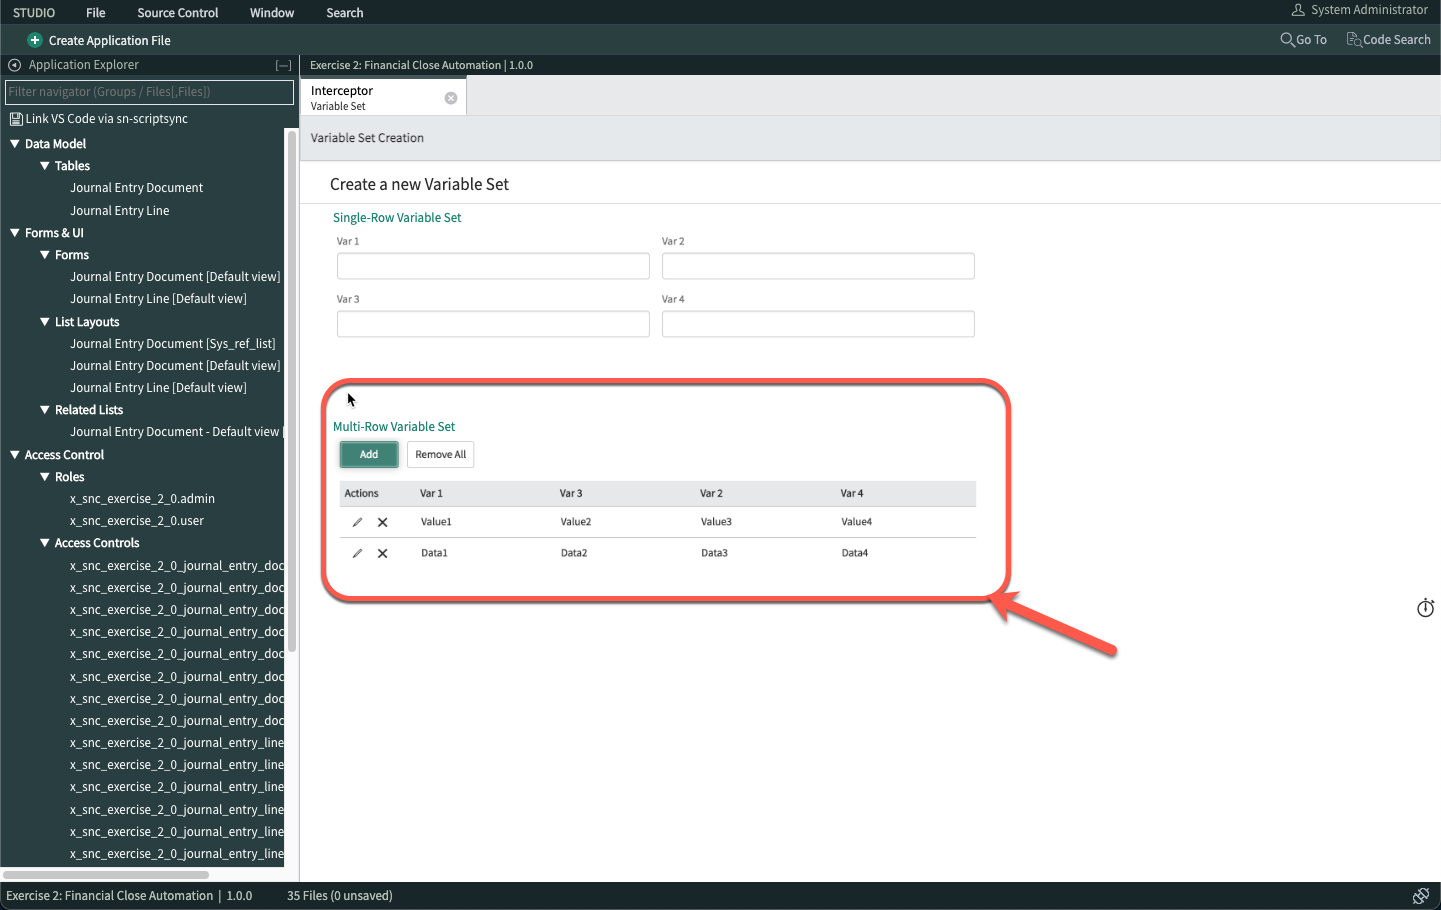 STUDIO File Source Control Window Search System Administrator
Create Application File Go To Code Search
Application Explorer [—] Exercise 2: Financial Close Automation | 1.0.0
Filter navigator (Groups / Files[,Files])
Interceptor
Variable Set
Link VS Code via sn-scriptsync
Variable Set Creation
Data Model
Tables
Journal Entry Document
Journal Entry Line
Forms & UI
Forms
Journal Entry Document [Default view]
Journal Entry Line [Default view]
List Layouts
Journal Entry Document [Sys_ref_list]
Journal Entry Document [Default view]
Journal Entry Line [Default view]
Related Lists
Journal Entry Document - Default view [
Access Control
Roles
x_snc_exercise_2_0.admin
x_snc_exercise_2_0.user
Access Controls
x_snc_exercise_2_0_journal_entry_doc
x_snc_exercise_2_0_journal_entry_doc
x_snc_exercise_2_0_journal_entry_doc
x_snc_exercise_2_0_journal_entry_doc
x_snc_exercise_2_0_journal_entry_doc
x_snc_exercise_2_0_journal_entry_doc
x_snc_exercise_2_0_journal_entry_doc
x_snc_exercise_2_0_journal_entry_doc
x_snc_exercise_2_0_journal_entry_line
x_snc_exercise_2_0_journal_entry_line
x_snc_exercise_2_0_journal_entry_line
x_snc_exercise_2_0_journal_entry_line
x_snc_exercise_2_0_journal_entry_line
x_snc_exercise_2_0_journal_entry_line
Create a new Variable Set
Single-Row Variable Set
Var 1 Var 2
Var 3 Var 4
Multi-Row Variable Set
Add Remove All
Actions Var 1 Var 3 Var 2 Var 4
Value1 Value2 Value3 Value4
Data1 Data2 Data3 Data4
Exercise 2: Financial Close Automation | 1.0.0 35 Files (0 unsaved)